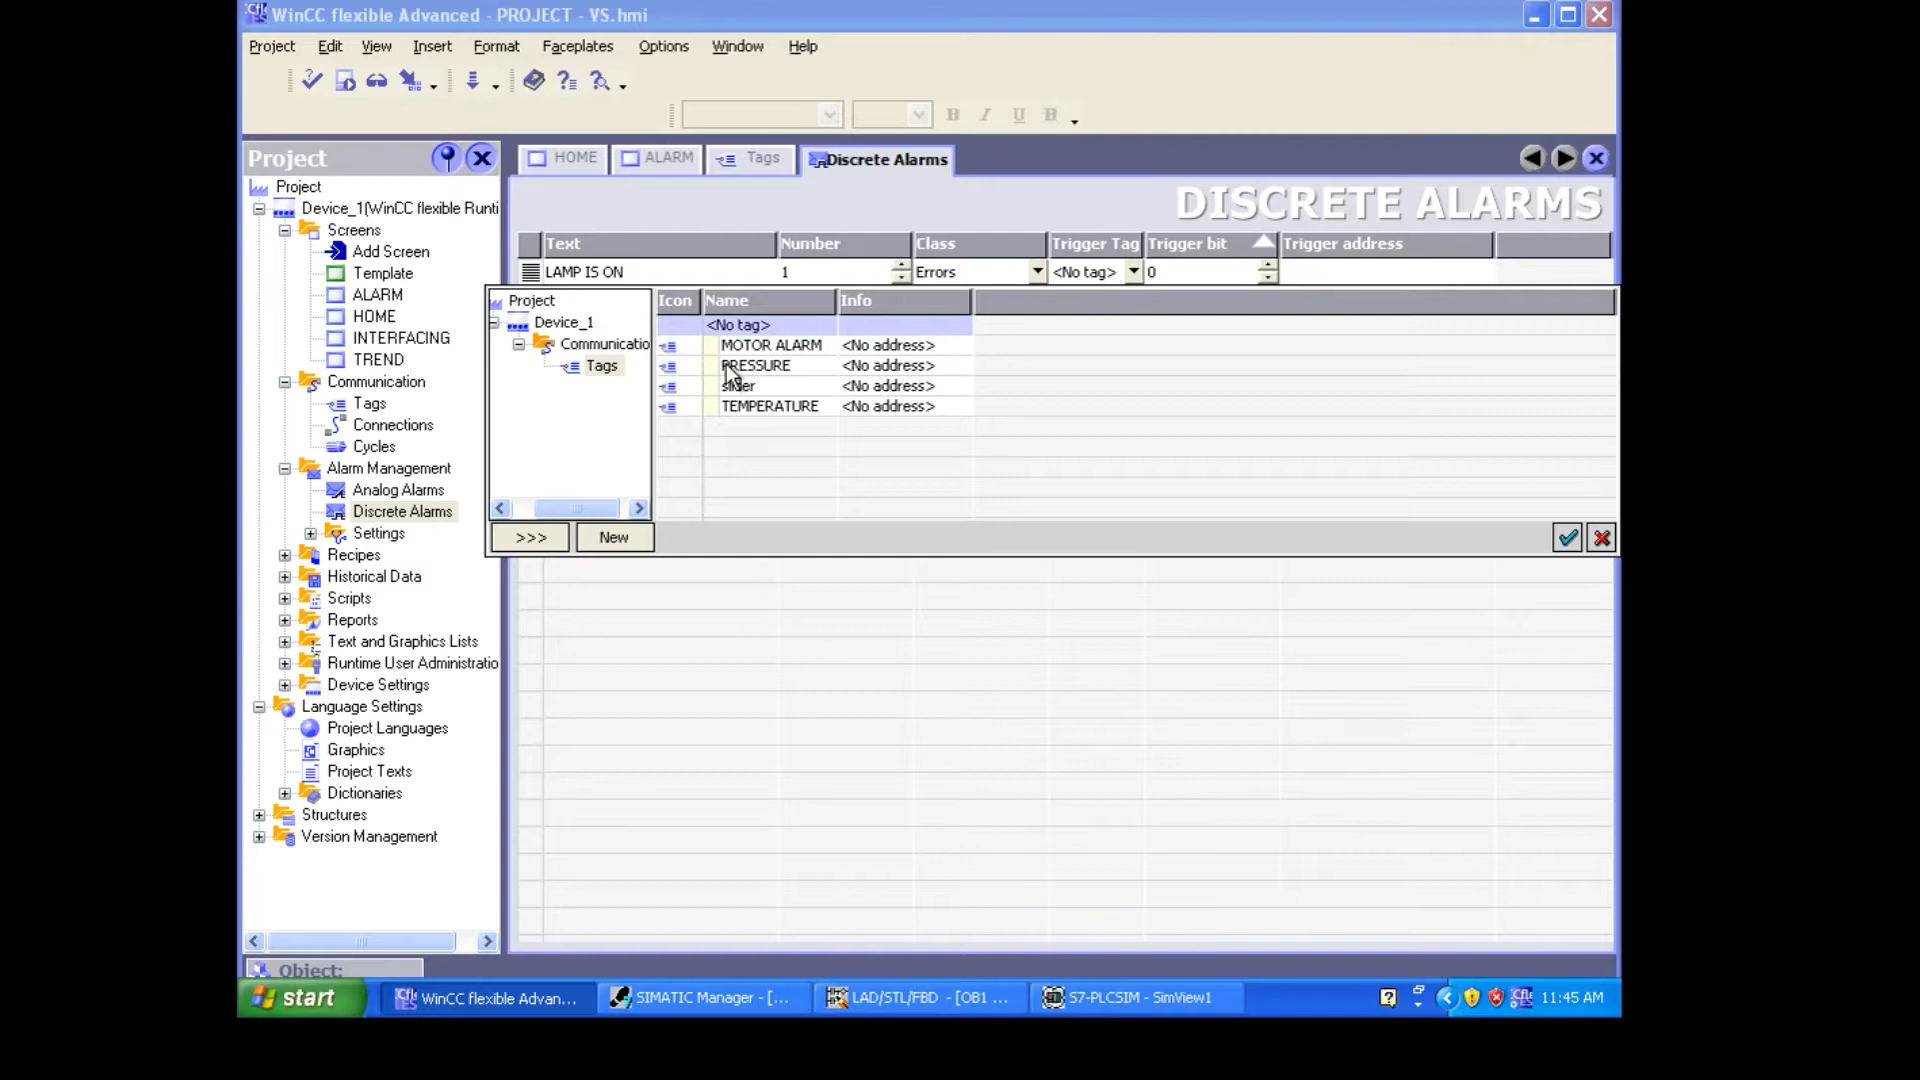 WinCC flexible Advanced - PROJECT - VS.hmi
Project Edit View Insert Format Faceplates Options Window Help
B I U B
Project
HOME ALARM Tags Discrete Alarms
Project
Device_1(WinCC flexible Runti
Screens
Add Screen
Template
ALARM
HOME
INTERFACING
TREND
Communication
Tags
Connections
Cycles
Alarm Management
Analog Alarms
Discrete Alarms
Settings
Recipes
Historical Data
Scripts
Reports
Text and Graphics Lists
Runtime User Administratio
Device Settings
Language Settings
Project Languages
Graphics
Project Texts
Dictionaries
Structures
Version Management
DISCRETE ALARMS
Text Number Class Trigger Tag Trigger bit Trigger address
LAMP IS ON 1 Errors <No tag> 0
Project
Device_1
Communicatio
Tags
Icon Name Info
<No tag>
MOTOR ALARM <No address>
PRESSURE <No address>
slider <No address>
TEMPERATURE <No address>
>>> New
Object:
start WinCC flexible Advan... SIMATIC Manager - [... LAD/STL/FBD - [OB1 ... S7-PLCSIM - SimView1 11:45 AM